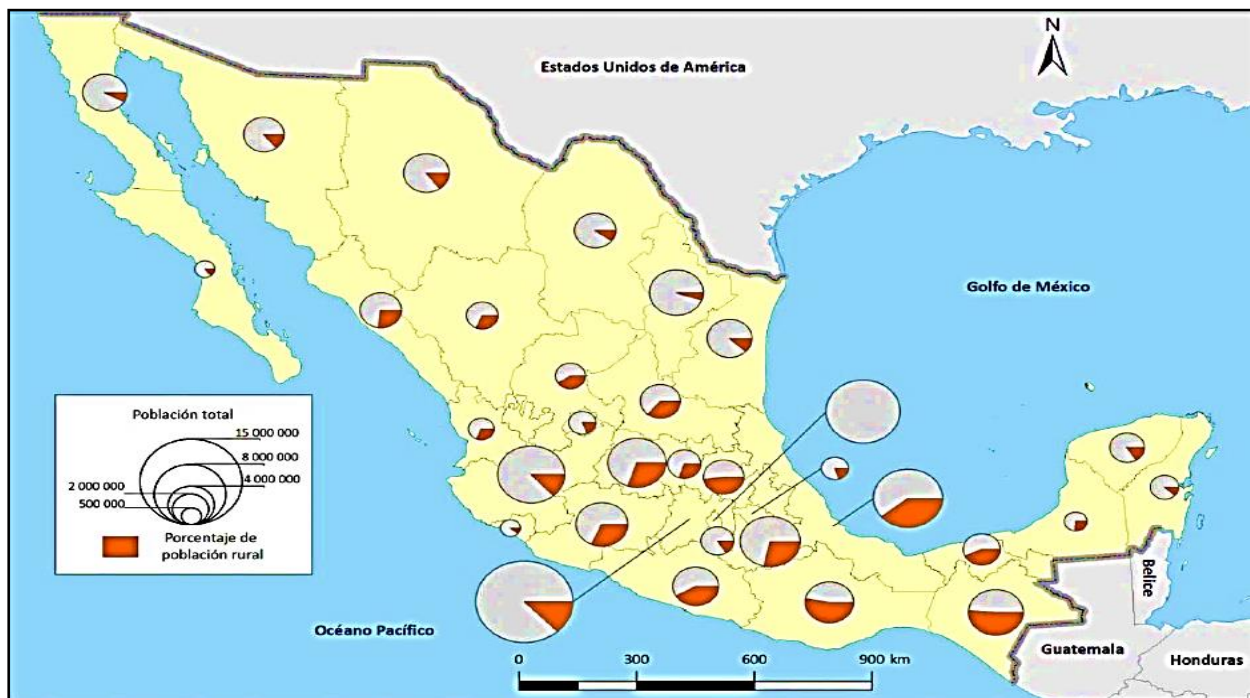 N
Estados Unidos de América
Golfo de México
Población total
15 000 000
8 000 000
4 000 000
2 000 000
500 000
Porcentaje de
población rural
Océano Pacífico
Belice
Guatemala
Honduras
0 300 600 900 km